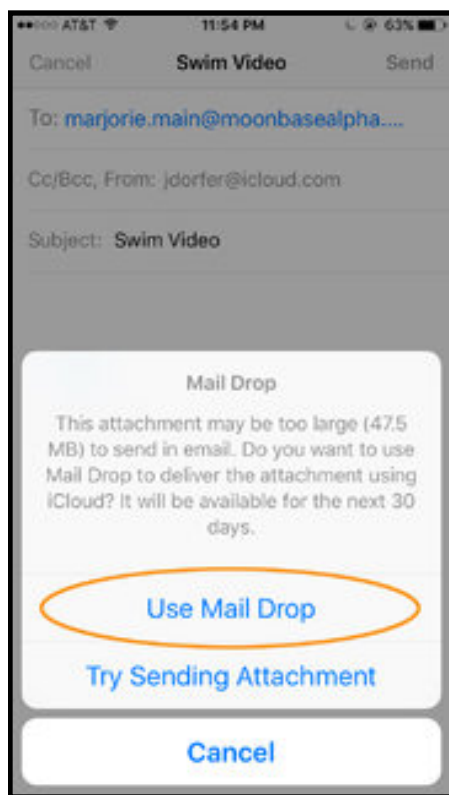 AT&T 11:54 PM 63%
Cancel Swim Video Send
To: marjorie.main@moonbasealpha....
Cc/Bcc, From: jdorfer@icloud.com
Subject: Swim Video
Mail Drop
This attachment may be too large (47.5
MB) to send in email. Do you want to use
Mail Drop to deliver the attachment using
iCloud? It will be available for the next 30
days.
Use Mail Drop
Try Sending Attachment
Cancel